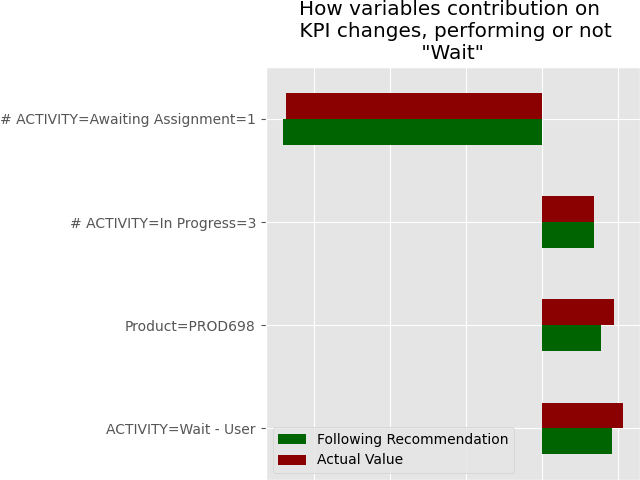 How variables contribution on
KPI changes, performing or not
"Wait"
# ACTIVITY=Awaiting Assignment=1
# ACTIVITY=In Progress=3
Product=PROD698
ACTIVITY=Wait - User
Following Recommendation
Actual Value